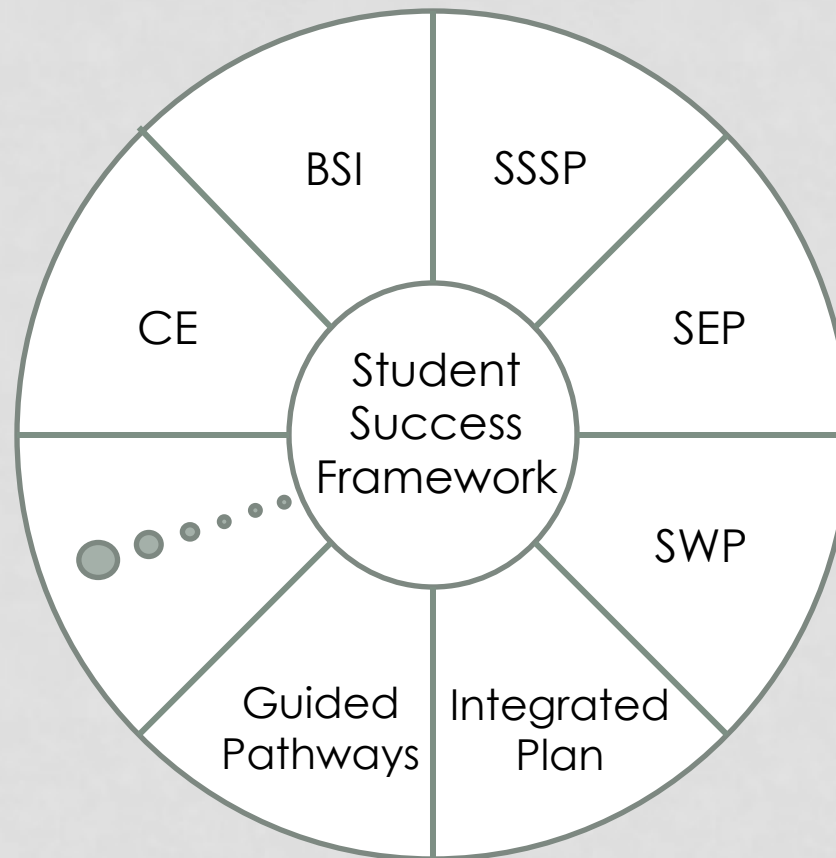 BSI
SSSP
CE
SEP
Student
Success
Framework
SWP
Guided
Pathways
Integrated
Plan